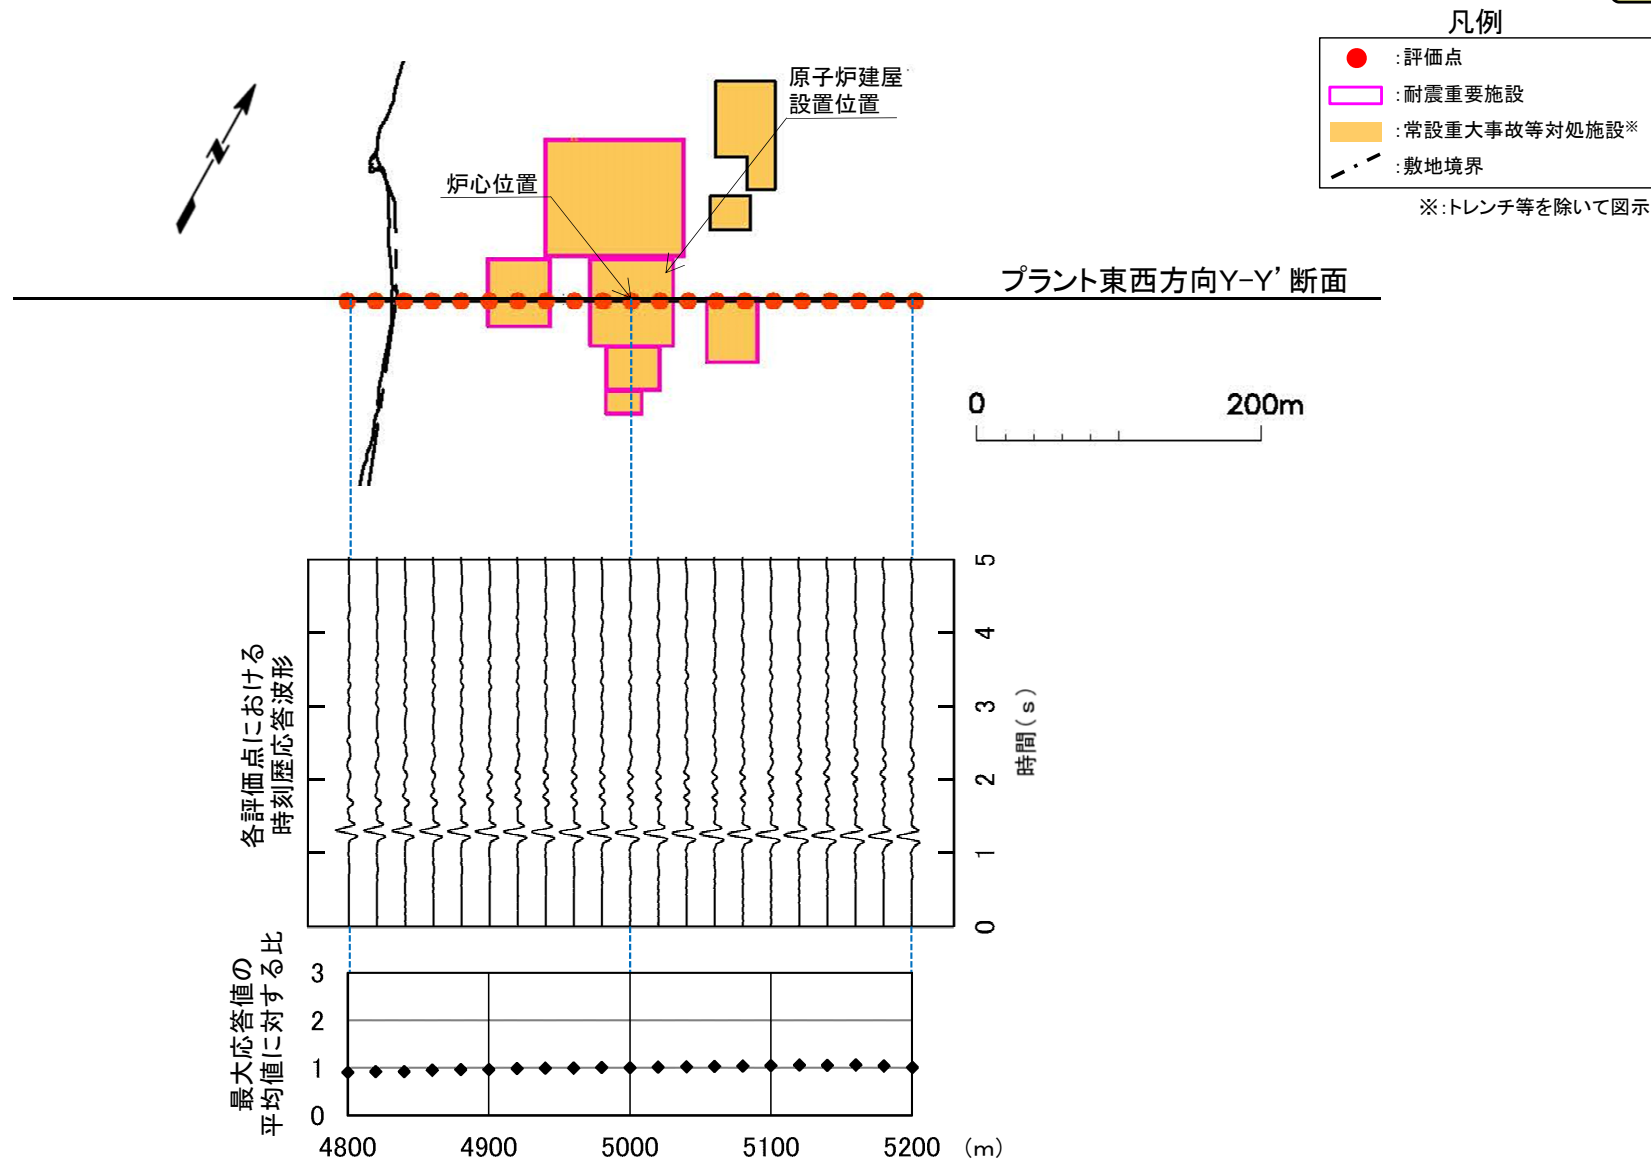 凡例
:評価点
:耐震重要施設
:常設重大事故等対処施設※
:敷地境界
※:トレンチ等を除いて図示
原子炉建屋
設置位置
炉心位置
N
プラント東西方向Y-Y’断面
0 200m
各評価点における
時刻歴応答波形
5
4
3
2
1
0
時間(s)
最大応答値の
平均値に対する比
3
2
1
0
4800 4900 5000 5100 5200 (m)